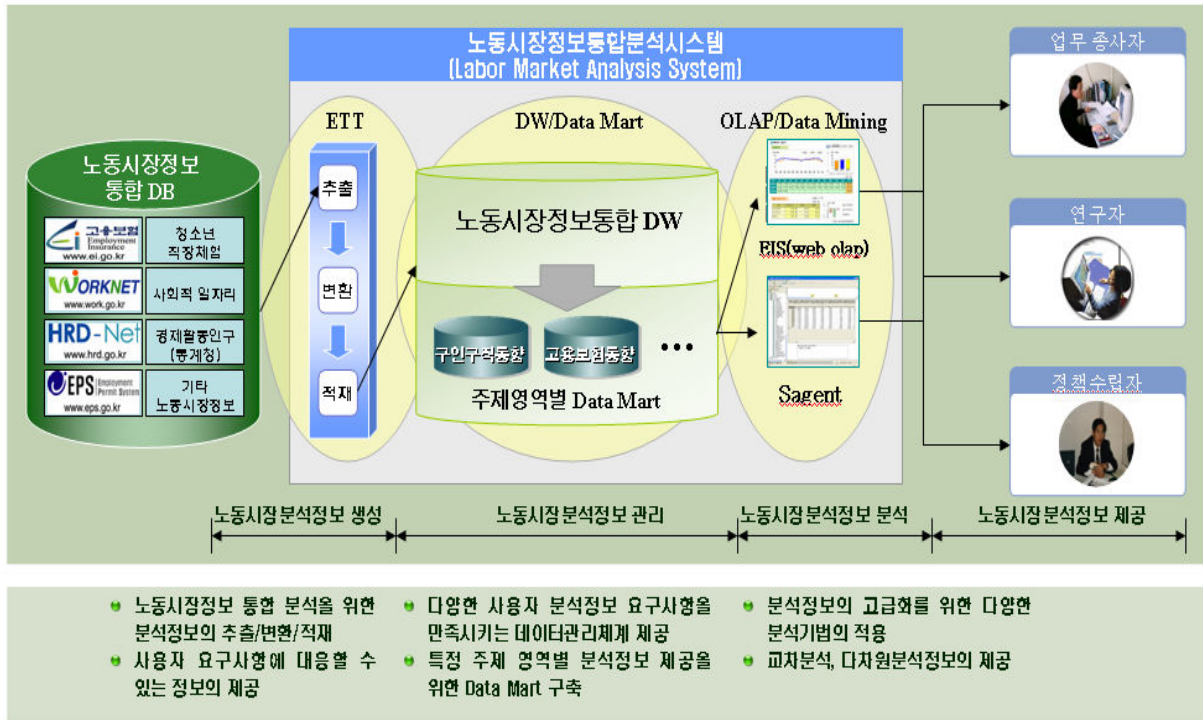 노동시장정보통합분석시스템
(Labor Market Analysis System)
노동시장정보
통합 DB
고용보험
Employment
Insurance
www.ei.go.kr
청소년
직장체험
WORKNET
www.work.go.kr
사회적 일자리
HRD-Net
www.hrd.go.kr
경제활동인구
(통계청)
EPS Employment
Permit System
www.eps.go.kr
기타
노동시장정보
ETT
추출
변환
적재
DW/Data Mart
노동시장정보통합 DW
구인구직동향
고용보험동향
•••
주제영역별 Data Mart
OLAP/Data Mining
EIS(web olap)
Sagent
업무 종사자
연구자
정책수립자
노동시장분석정보 생성
노동시장분석정보 관리
노동시장분석정보 분석
노동시장분석정보 제공
노동시장정보 통합 분석을 위한
분석정보의 추출/변환/적재
사용자 요구사항에 대응할 수
있는 정보의 제공
다양한 사용자 분석정보 요구사항을
만족시키는 데이터관리체계 제공
특정 주제 영역별 분석정보 제공을
위한 Data Mart 구축
분석정보의 고급화를 위한 다양한
분석기법의 적용
교차분석, 다차원분석정보의 제공